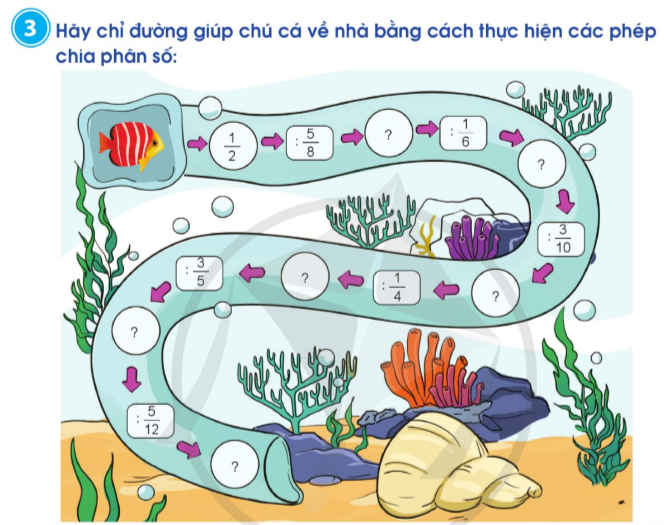 3 Hãy chỉ đường giúp chú cá về nhà bằng cách thực hiện các phép
chia phân số:
1/2 : 5/8 ? : 1/6
?
: 3/10
: 3/5 ? : 1/4 ?
?
: 5/12
?